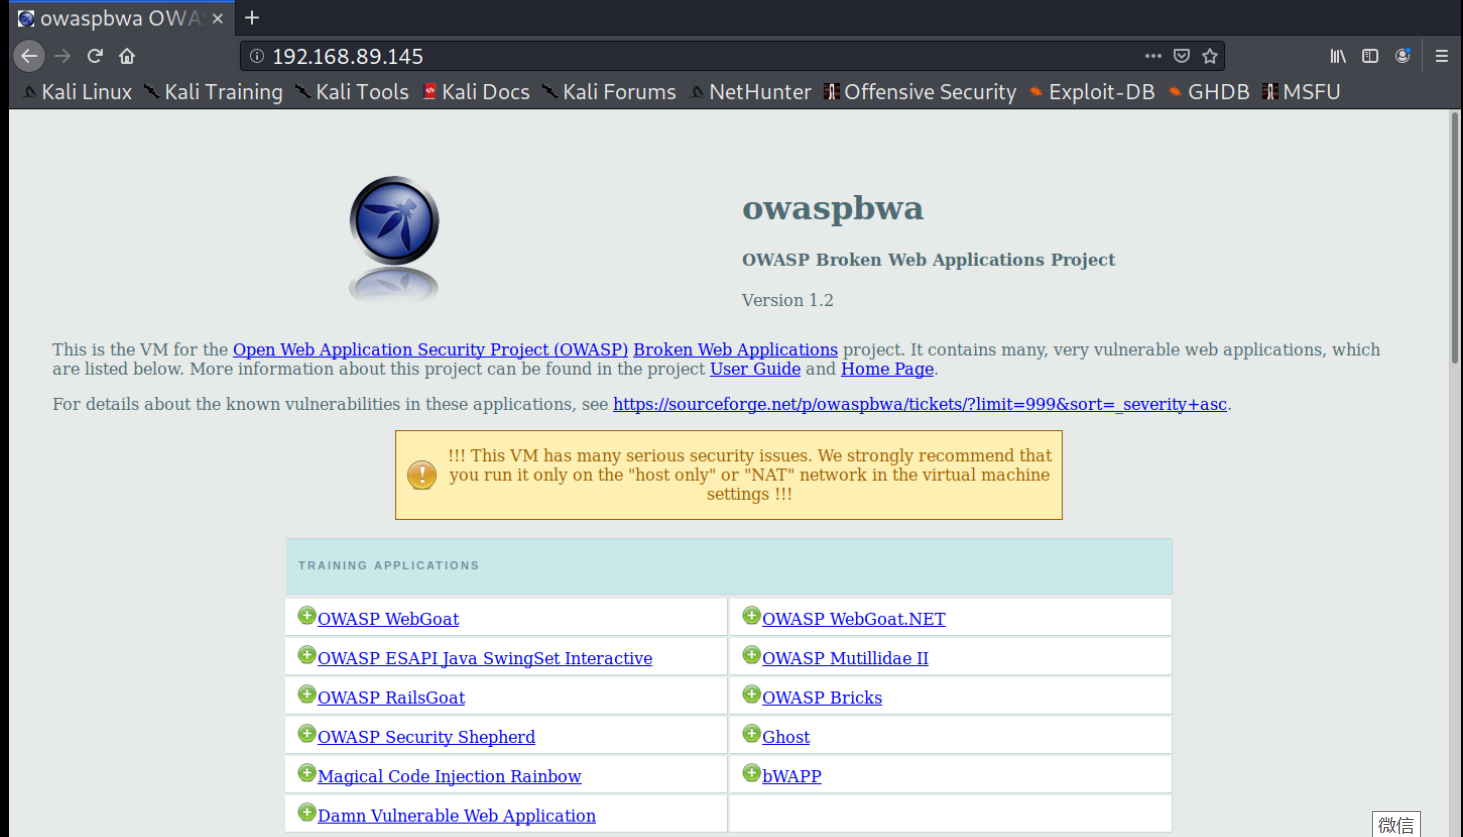 owaspbwa OWA
192.168.89.145
Kali Linux Kali Training Kali Tools Kali Docs Kali Forums NetHunter Offensive Security Exploit-DB GHDB MSFU
owaspbwa
OWASP Broken Web Applications Project
Version 1.2
This is the VM for the Open Web Application Security Project (OWASP) Broken Web Applications project. It contains many, very vulnerable web applications, which
are listed below. More information about this project can be found in the project User Guide and Home Page.
For details about the known vulnerabilities in these applications, see https://sourceforge.net/p/owaspbwa/tickets/?limit=999&sort=_severity+asc.
!!! This VM has many serious security issues. We strongly recommend that
you run it only on the "host only" or "NAT" network in the virtual machine
settings !!!
TRAINING APPLICATIONS
OWASP WebGoat OWASP WebGoat.NET
OWASP ESAPI Java SwingSet Interactive OWASP Mutillidae II
OWASP RailsGoat OWASP Bricks
OWASP Security Shepherd Ghost
Magical Code Injection Rainbow bWAPP
Damn Vulnerable Web Application
微信